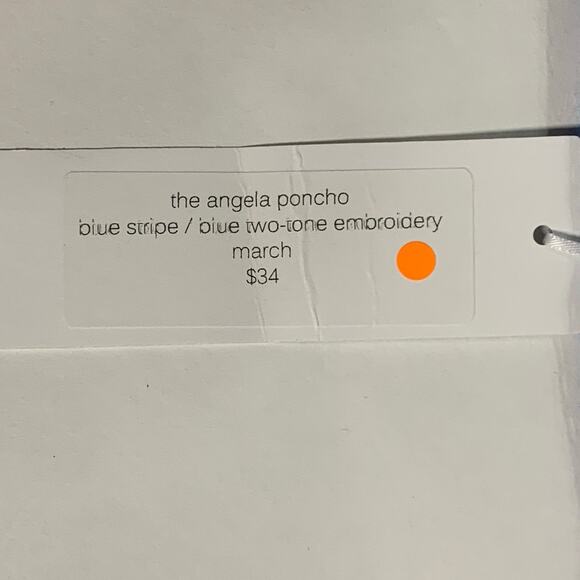 the angela poncho
blue stripe / blue two-tone embroidery
march
$34